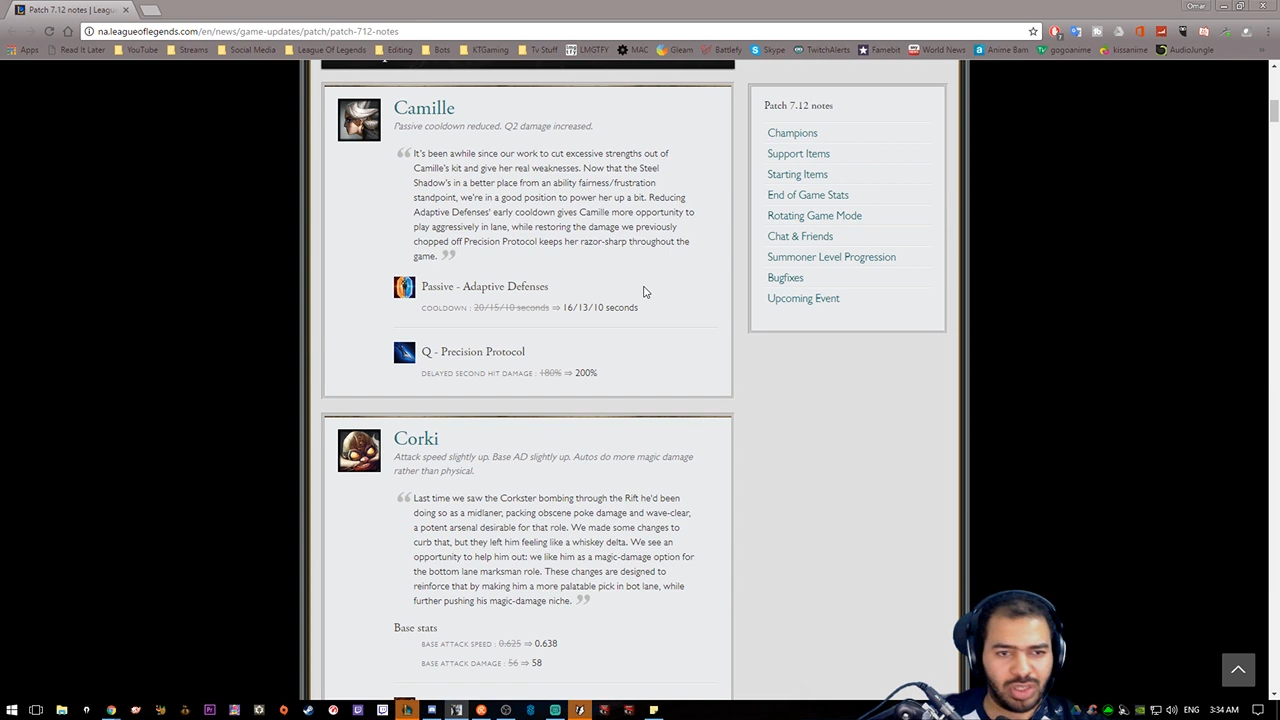 Patch 7.12 notes | Leagu
Omar
na.leagueoflegends.com/en/news/game-updates/patch/patch-712-notes
Apps Read It Later YouTube Streams Social Media League Of Legends Editing Bots KTGaming Tv Stuff LMGTFY MAC Gleam Battlefy Skype TwitchAlerts Famebit World News Anime Bam gogoanime kissanime AudioJungle
Camille
Passive cooldown reduced. Q2 damage increased.
It's been awhile since our work to cut excessive strengths out of
Camille's kit and give her real weaknesses. Now that the Steel
Shadow's in a better place from an ability fairness/frustration
standpoint, we're in a good position to power her up a bit. Reducing
Adaptive Defenses' early cooldown gives Camille more opportunity to
play aggressively in lane, while restoring the damage we previously
chopped off Precision Protocol keeps her razor-sharp throughout the
game.
Passive - Adaptive Defenses
COOLDOWN : 20/15/10 seconds ⇒ 16/13/10 seconds
Q - Precision Protocol
DELAYED SECOND HIT DAMAGE : 180% ⇒ 200%
Corki
Attack speed slightly up. Base AD slightly up. Autos do more magic damage
rather than physical.
Last time we saw the Corkster bombing through the Rift he'd been
doing so as a midlaner, packing obscene poke damage and wave-clear,
a potent arsenal desirable for that role. We made some changes to
curb that, but they left him feeling like a whiskey delta. We see an
opportunity to help him out: we like him as a magic-damage option for
the bottom lane marksman role. These changes are designed to
reinforce that by making him a more palatable pick in bot lane, while
further pushing his magic-damage niche.
Base stats
BASE ATTACK SPEED : 0.625 ⇒ 0.638
BASE ATTACK DAMAGE : 56 ⇒ 58
Patch 7.12 notes
Champions
Support Items
Starting Items
End of Game Stats
Rotating Game Mode
Chat & Friends
Summoner Level Progression
Bugfixes
Upcoming Event
ENG 3:34 AM